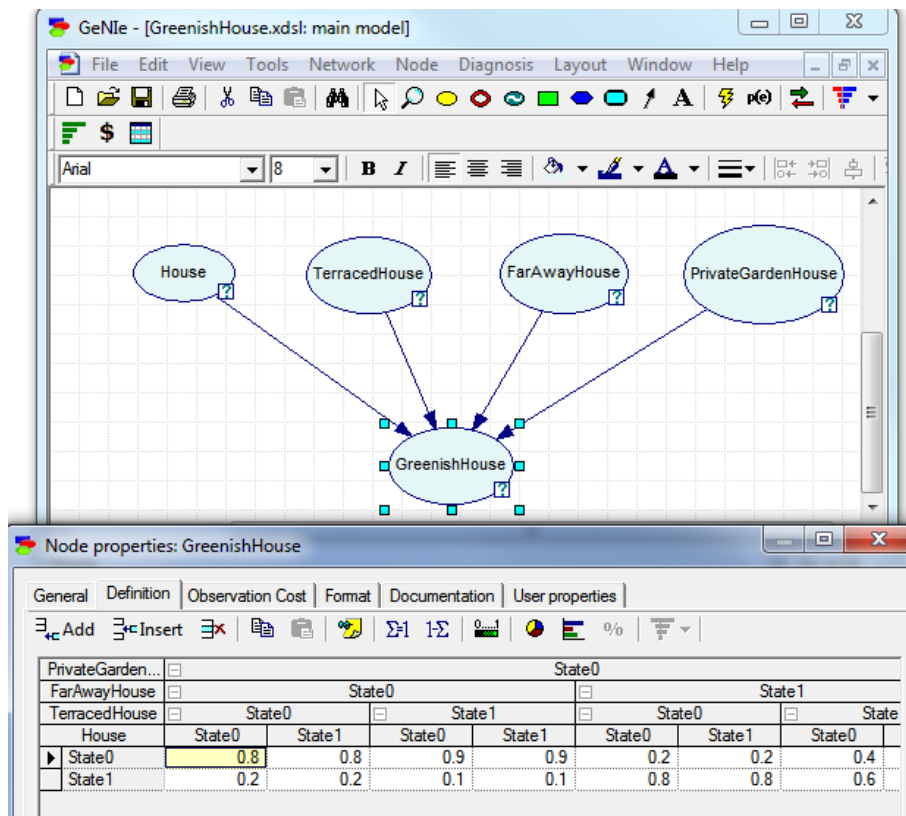 GeNIe - [GreenishHouse.xdsl: main model]
File Edit View Tools Network Node Diagnosis Layout Window Help
A p(e)
$
Arial 8 B I A
House TerracedHouse FarAwayHouse PrivateGardenHouse
? ? ? ?
GreenishHouse
?
Node properties: GreenishHouse
General Definition Observation Cost Format Documentation User properties
Add Insert Σ=1 1-Σ %
PrivateGarden... State0
FarAwayHouse State0 State1
TerracedHouse State0 State1 State0 State
House State0 State1 State0 State1 State0 State1 State0
State0 0.8 0.8 0.9 0.9 0.2 0.2 0.4
State1 0.2 0.2 0.1 0.1 0.8 0.8 0.6